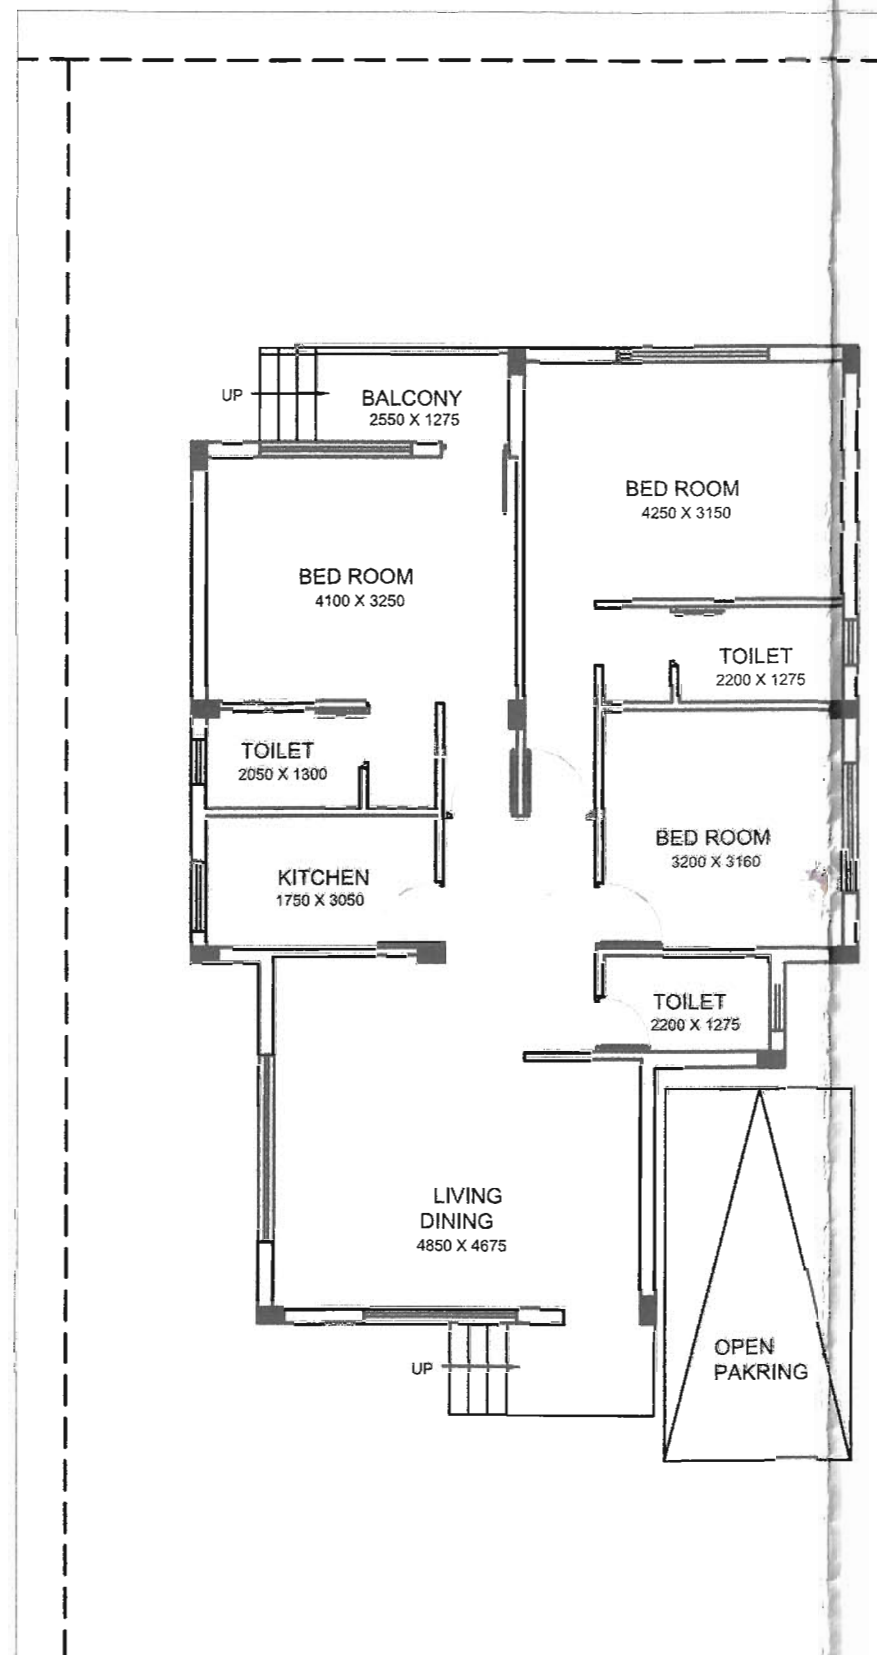 UP
BALCONY
2550 X 1275
BED ROOM
4250 X 3150
BED ROOM
4100 X 3250
TOILET
2200 X 1275
TOILET
2050 X 1300
BED ROOM
3200 X 3160
KITCHEN
1750 X 3050
TOILET
2200 X 1275
LIVING
DINING
4850 X 4675
OPEN
PAKRING
UP